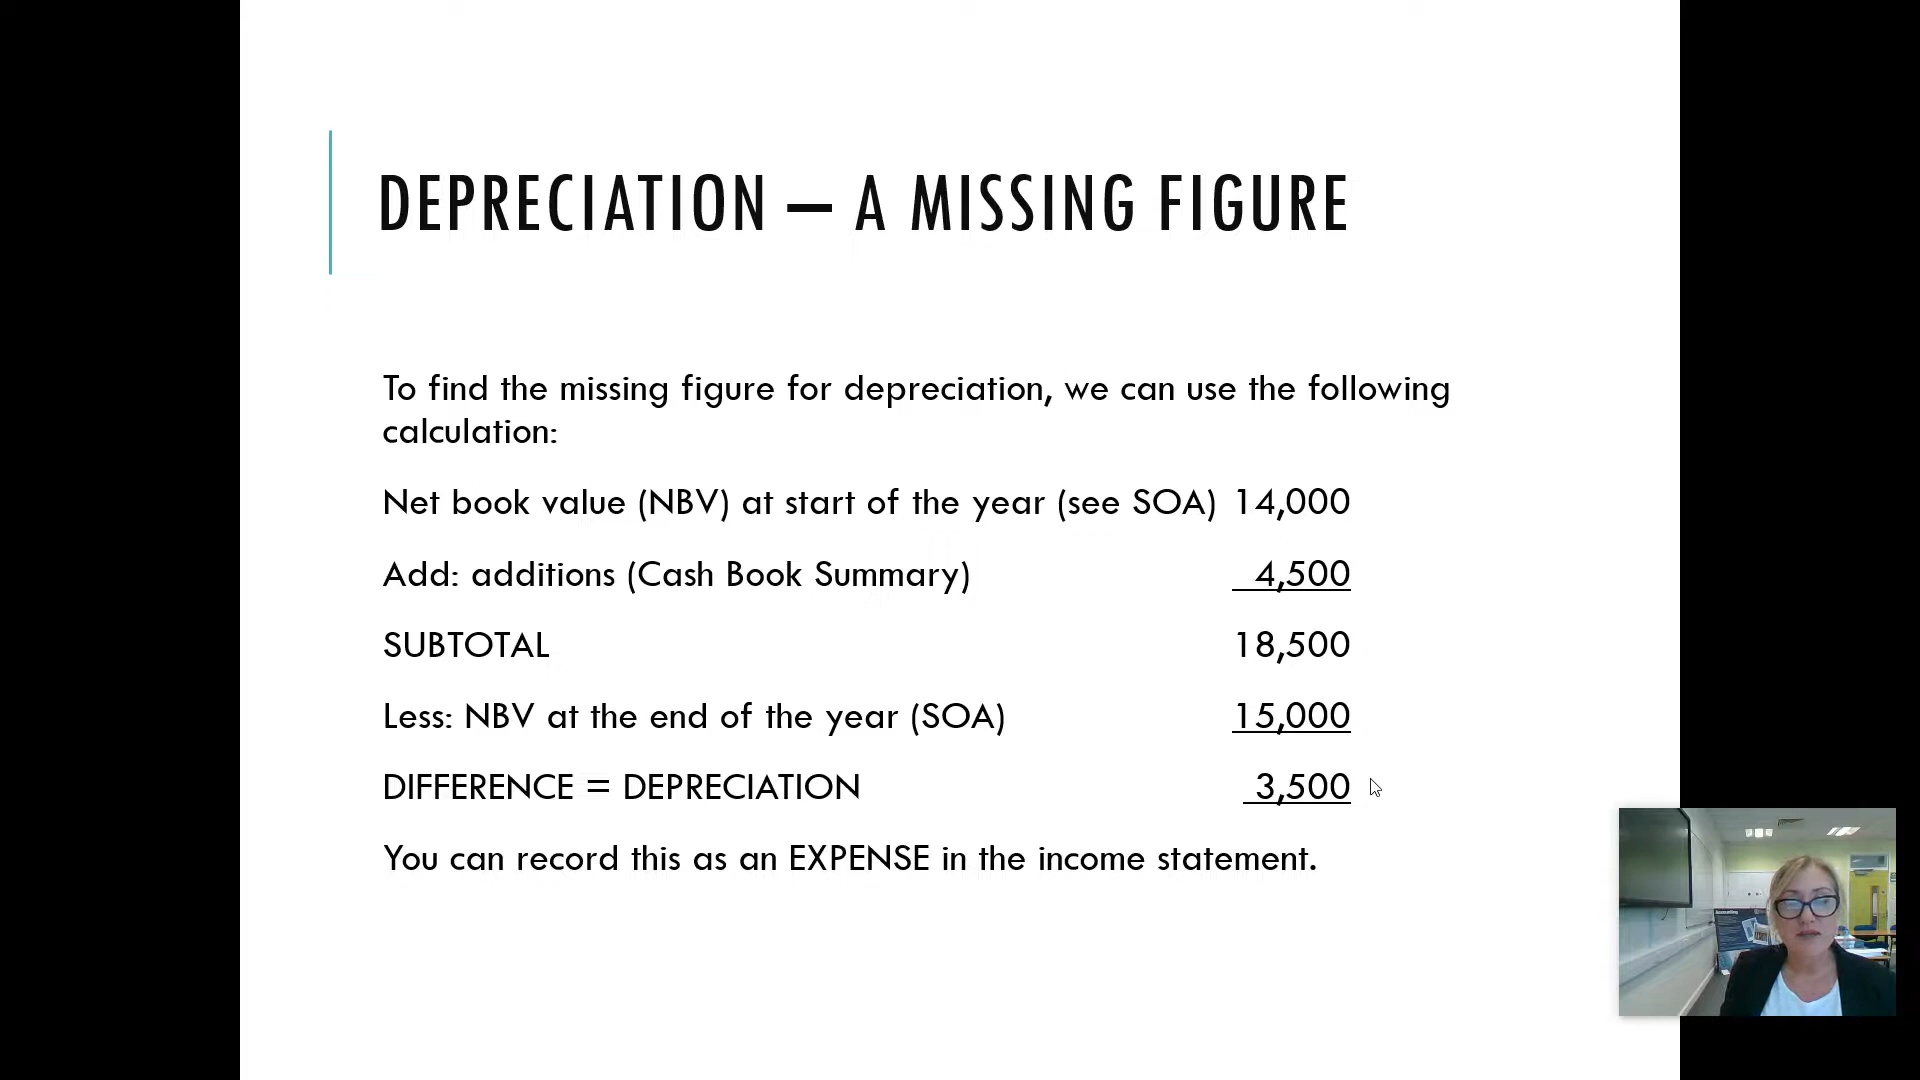 DEPRECIATION – A MISSING FIGURE
To find the missing figure for depreciation, we can use the following
calculation:
Net book value (NBV) at start of the year (see SOA) 14,000
Add: additions (Cash Book Summary) 4,500
SUBTOTAL 18,500
Less: NBV at the end of the year (SOA) 15,000
DIFFERENCE = DEPRECIATION 3,500
You can record this as an EXPENSE in the income statement.
Accounting